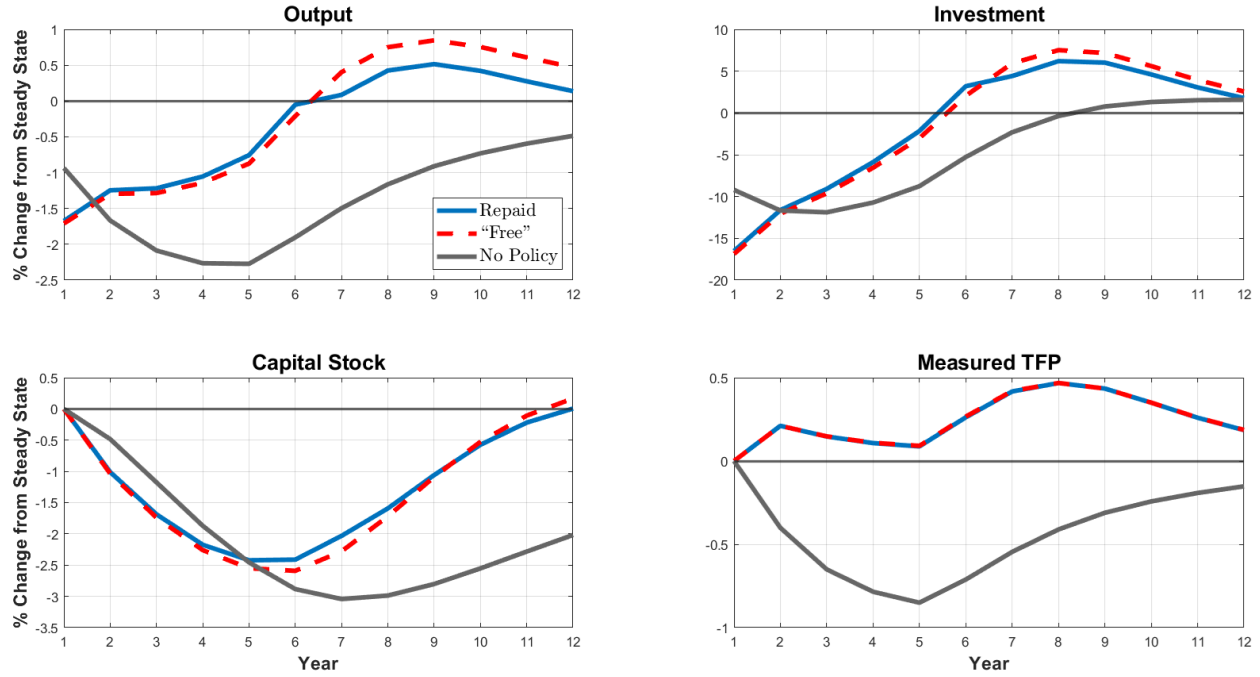 Output
% Change from Steady State
1
0.5
0
-0.5
-1
-1.5
-2
-2.5
1 2 3 4 5 6 7 8 9 10 11 12
Repaid
“Free”
No Policy
Investment
10
5
0
-5
-10
-15
-20
1 2 3 4 5 6 7 8 9 10 11 12
Capital Stock
% Change from Steady State
0.5
0
-0.5
-1
-1.5
-2
-2.5
-3
-3.5
1 2 3 4 5 6 7 8 9 10 11 12
Year
Measured TFP
0.5
0
-0.5
-1
1 2 3 4 5 6 7 8 9 10 11 12
Year